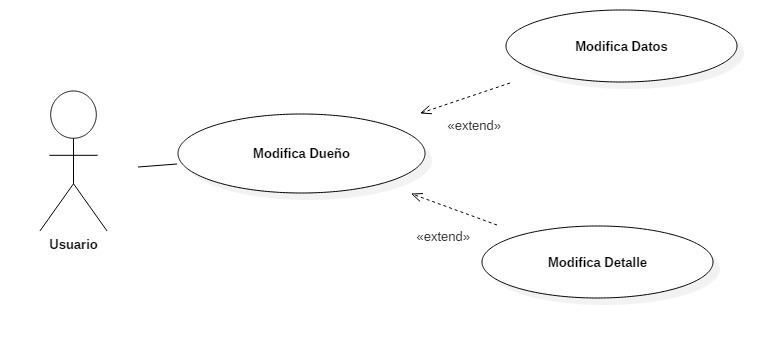 Modifica Datos
«extend»
Modifica Dueño
«extend»
Usuario
Modifica Detalle